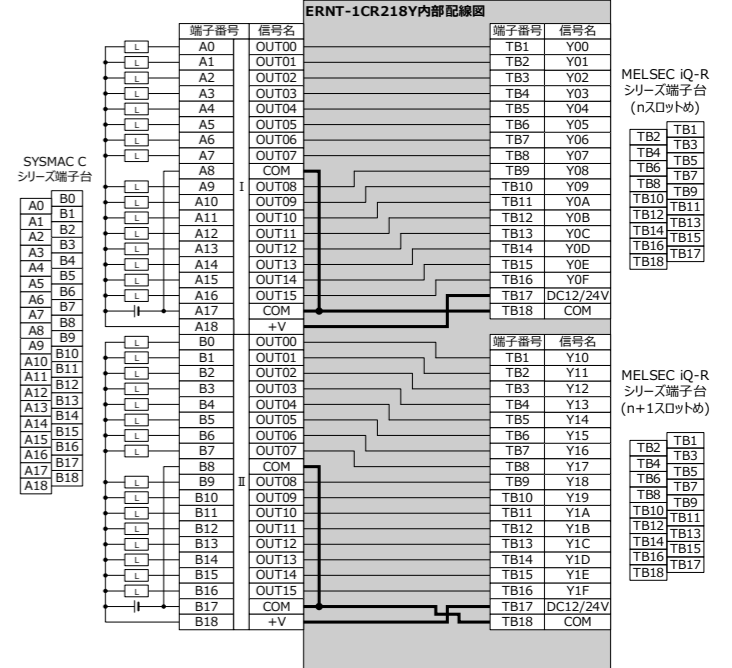 ERNT-1CR218Y内部配線図
端子番号 信号名 端子番号 信号名
L A0 OUT00 TB1 Y00
L A1 OUT01 TB2 Y01
L A2 OUT02 TB3 Y02
L A3 OUT03 TB4 Y03
L A4 OUT04 TB5 Y04
L A5 OUT05 TB6 Y05
L A6 OUT06 TB7 Y06
L A7 OUT07 TB8 Y07
A8 COM TB9 Y08
L A9 I OUT08 TB10 Y09
L A10 OUT09 TB11 Y0A
L A11 OUT10 TB12 Y0B
L A12 OUT11 TB13 Y0C
L A13 OUT12 TB14 Y0D
L A14 OUT13 TB15 Y0E
L A15 OUT14 TB16 Y0F
L A16 OUT15 TB17 DC12/24V
A17 COM TB18 COM
A18 +V
L B0 OUT00 端子番号 信号名
L B1 OUT01 TB1 Y10
L B2 OUT02 TB2 Y11
L B3 OUT03 TB3 Y12
L B4 OUT04 TB4 Y13
L B5 OUT05 TB5 Y14
L B6 OUT06 TB6 Y15
L B7 OUT07 TB7 Y16
B8 COM TB8 Y17
L B9 II OUT08 TB9 Y18
L B10 OUT09 TB10 Y19
L B11 OUT10 TB11 Y1A
L B12 OUT11 TB12 Y1B
L B13 OUT12 TB13 Y1C
L B14 OUT13 TB14 Y1D
L B15 OUT14 TB15 Y1E
L B16 OUT15 TB16 Y1F
B17 COM TB17 DC12/24V
B18 +V TB18 COM
SYSMAC C
シリーズ端子台
B0
A0
B1
A1
B2
A2
B3
A3
B4
A4
B5
A5
B6
A6
B7
A7
B8
A8
B9
A9
B10
A10
B11
A11
B12
A12
B13
A13
B14
A14
B15
A15
B16
A16
B17
A17
B18
A18
MELSEC iQ-R
シリーズ端子台
(nスロットめ)
TB1
TB2
TB3
TB4
TB5
TB6
TB7
TB8
TB9
TB10
TB11
TB12
TB13
TB14
TB15
TB16
TB17
TB18
MELSEC iQ-R
シリーズ端子台
(n+1スロットめ)
TB1
TB2
TB3
TB4
TB5
TB6
TB7
TB8
TB9
TB10
TB11
TB12
TB13
TB14
TB15
TB16
TB17
TB18